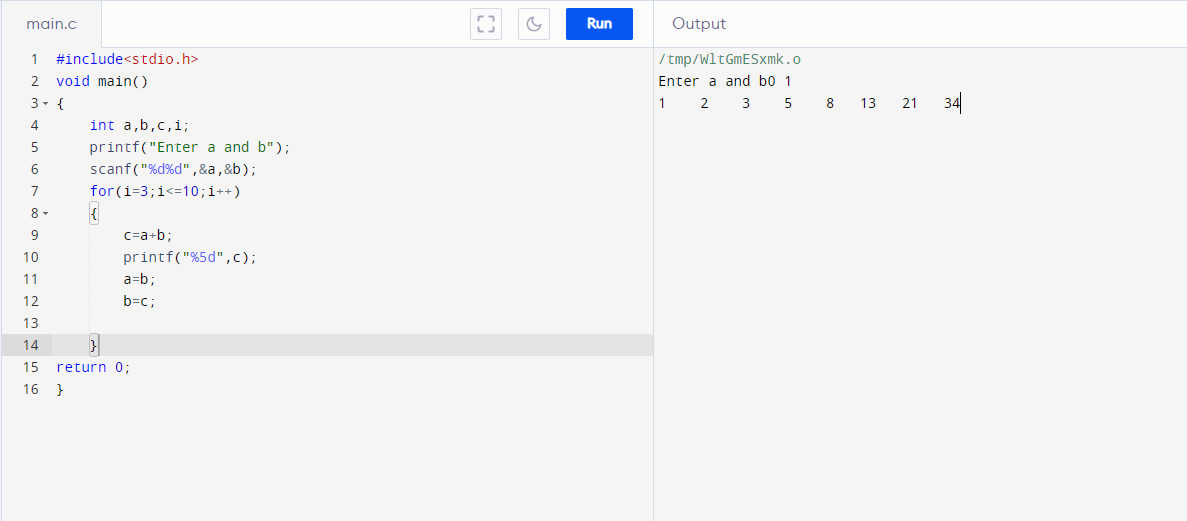 main.c
Run
Output
1 #include<stdio.h>
2 void main()
3 {
4     int a,b,c,i;
5     printf("Enter a and b");
6     scanf("%d%d",&a,&b);
7     for(i=3;i<=10;i++)
8     {
9         c=a+b;
10         printf("%5d",c);
11         a=b;
12         b=c;
13
14     }
15 return 0;
16 }
/tmp/WltGmESxmk.o
Enter a and b0 1
1    2    3    5    8   13   21   34